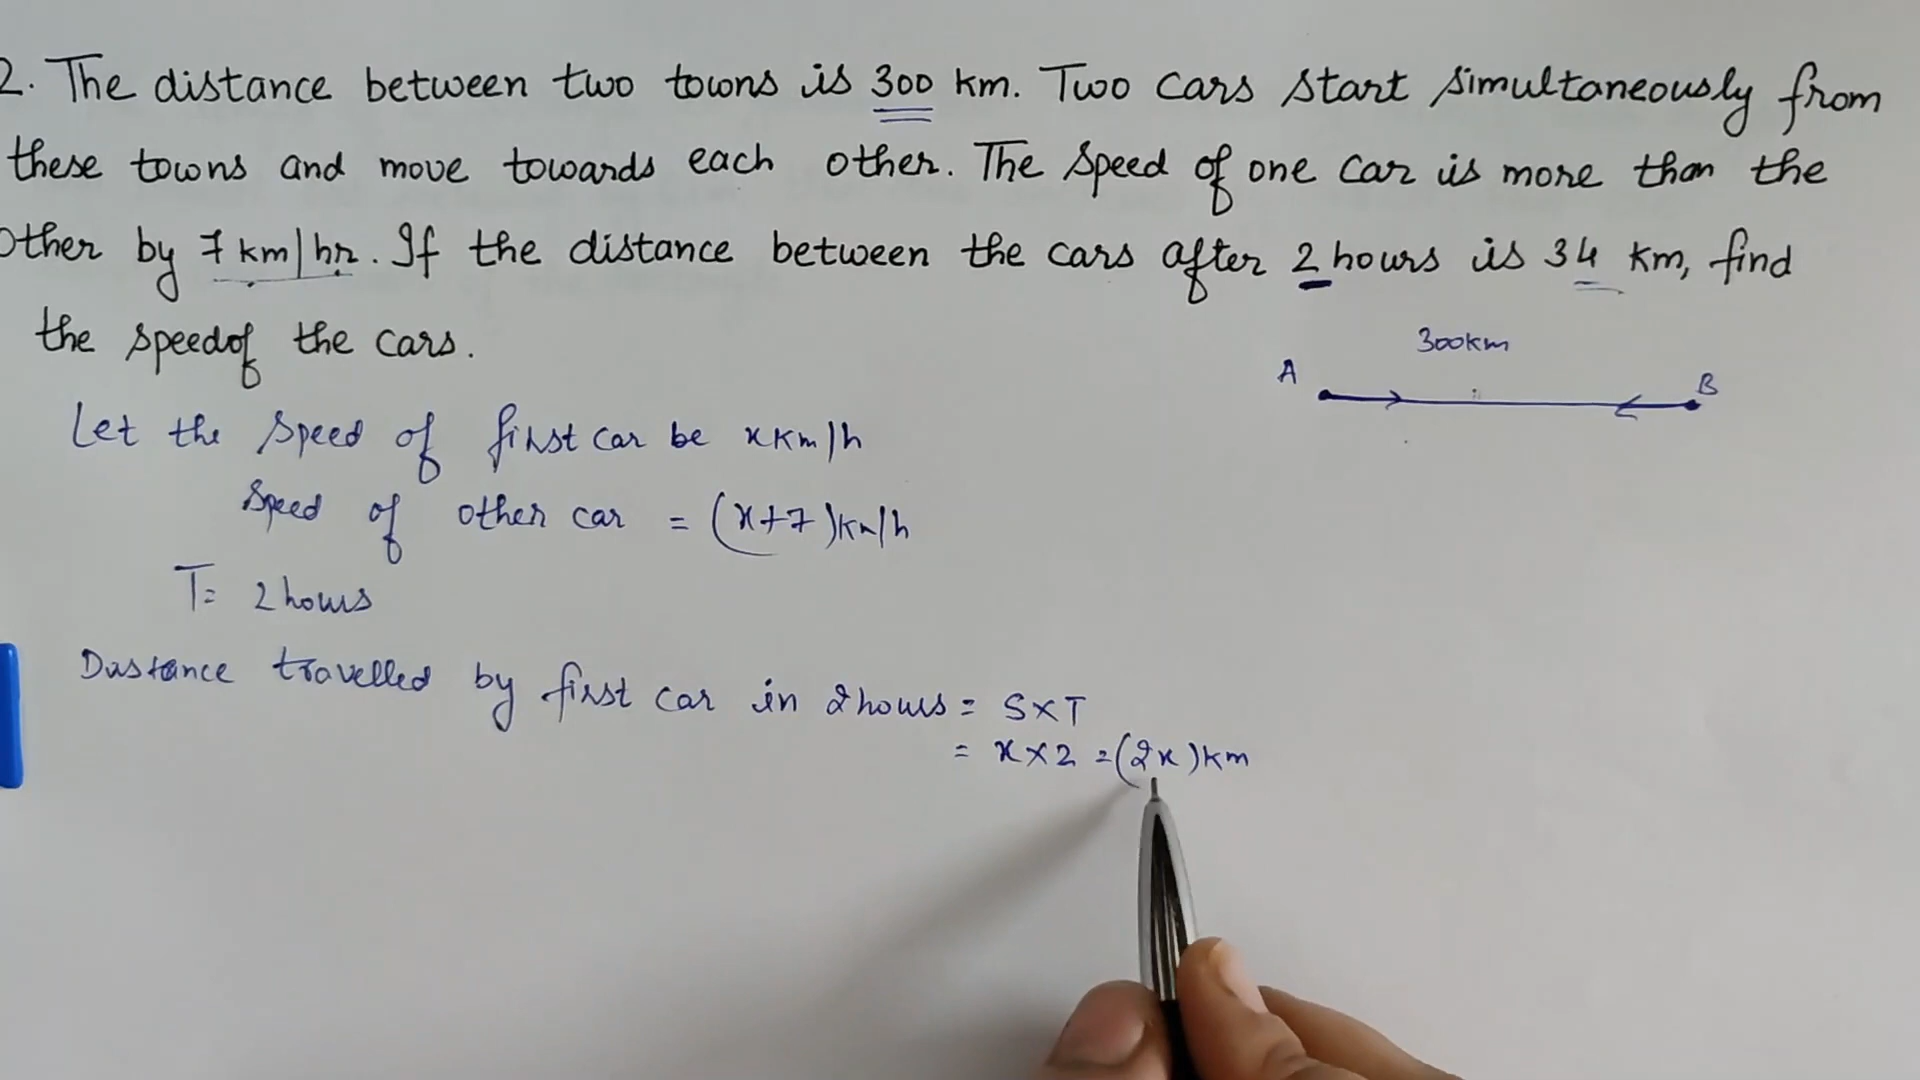 2. The distance between two towns is 300 km. Two cars start simultaneously from
these towns and move towards each other. The speed of one car is more than the
other by 7 km/hr. If the distance between the cars after 2 hours is 34 km, find
the speed of the cars.
300km
A B
Let the speed of first car be x km/h
Speed of other car = (x+7) km/h
T= 2 hours
Distance travelled by first car in 2 hours = S×T
= x×2 = (2x) km